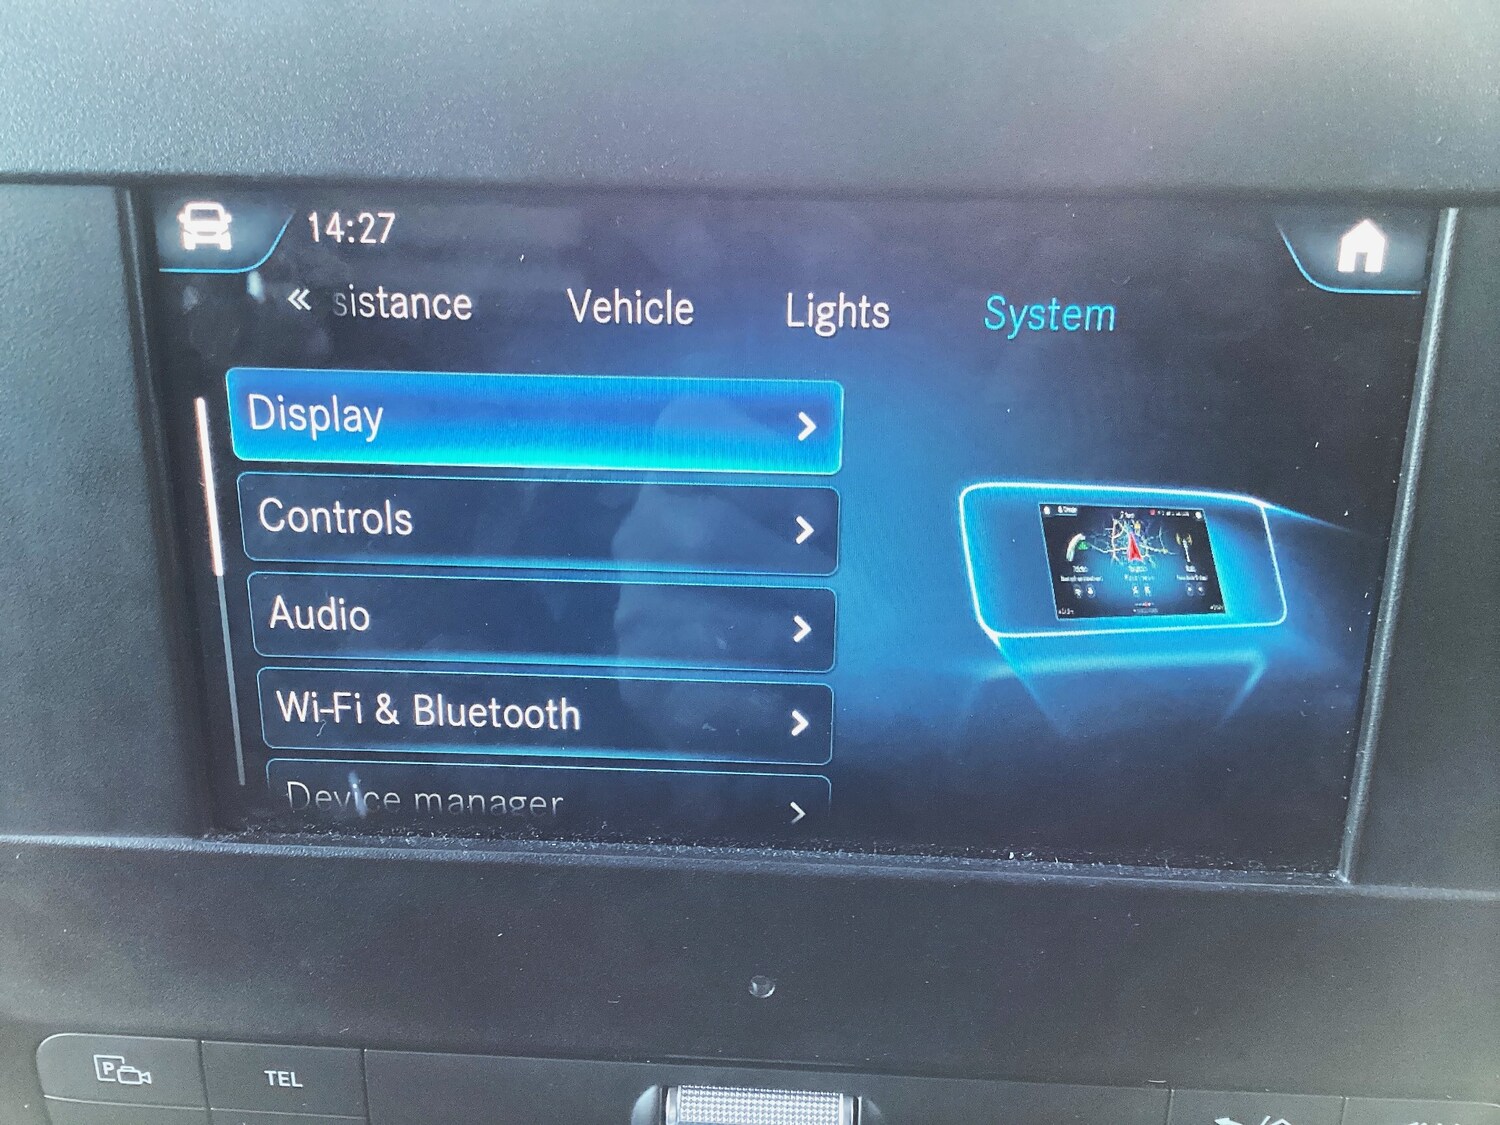 14:27
« sistance Vehicle Lights System
Display
Controls
Audio
Wi-Fi & Bluetooth
Device manager
P
TEL